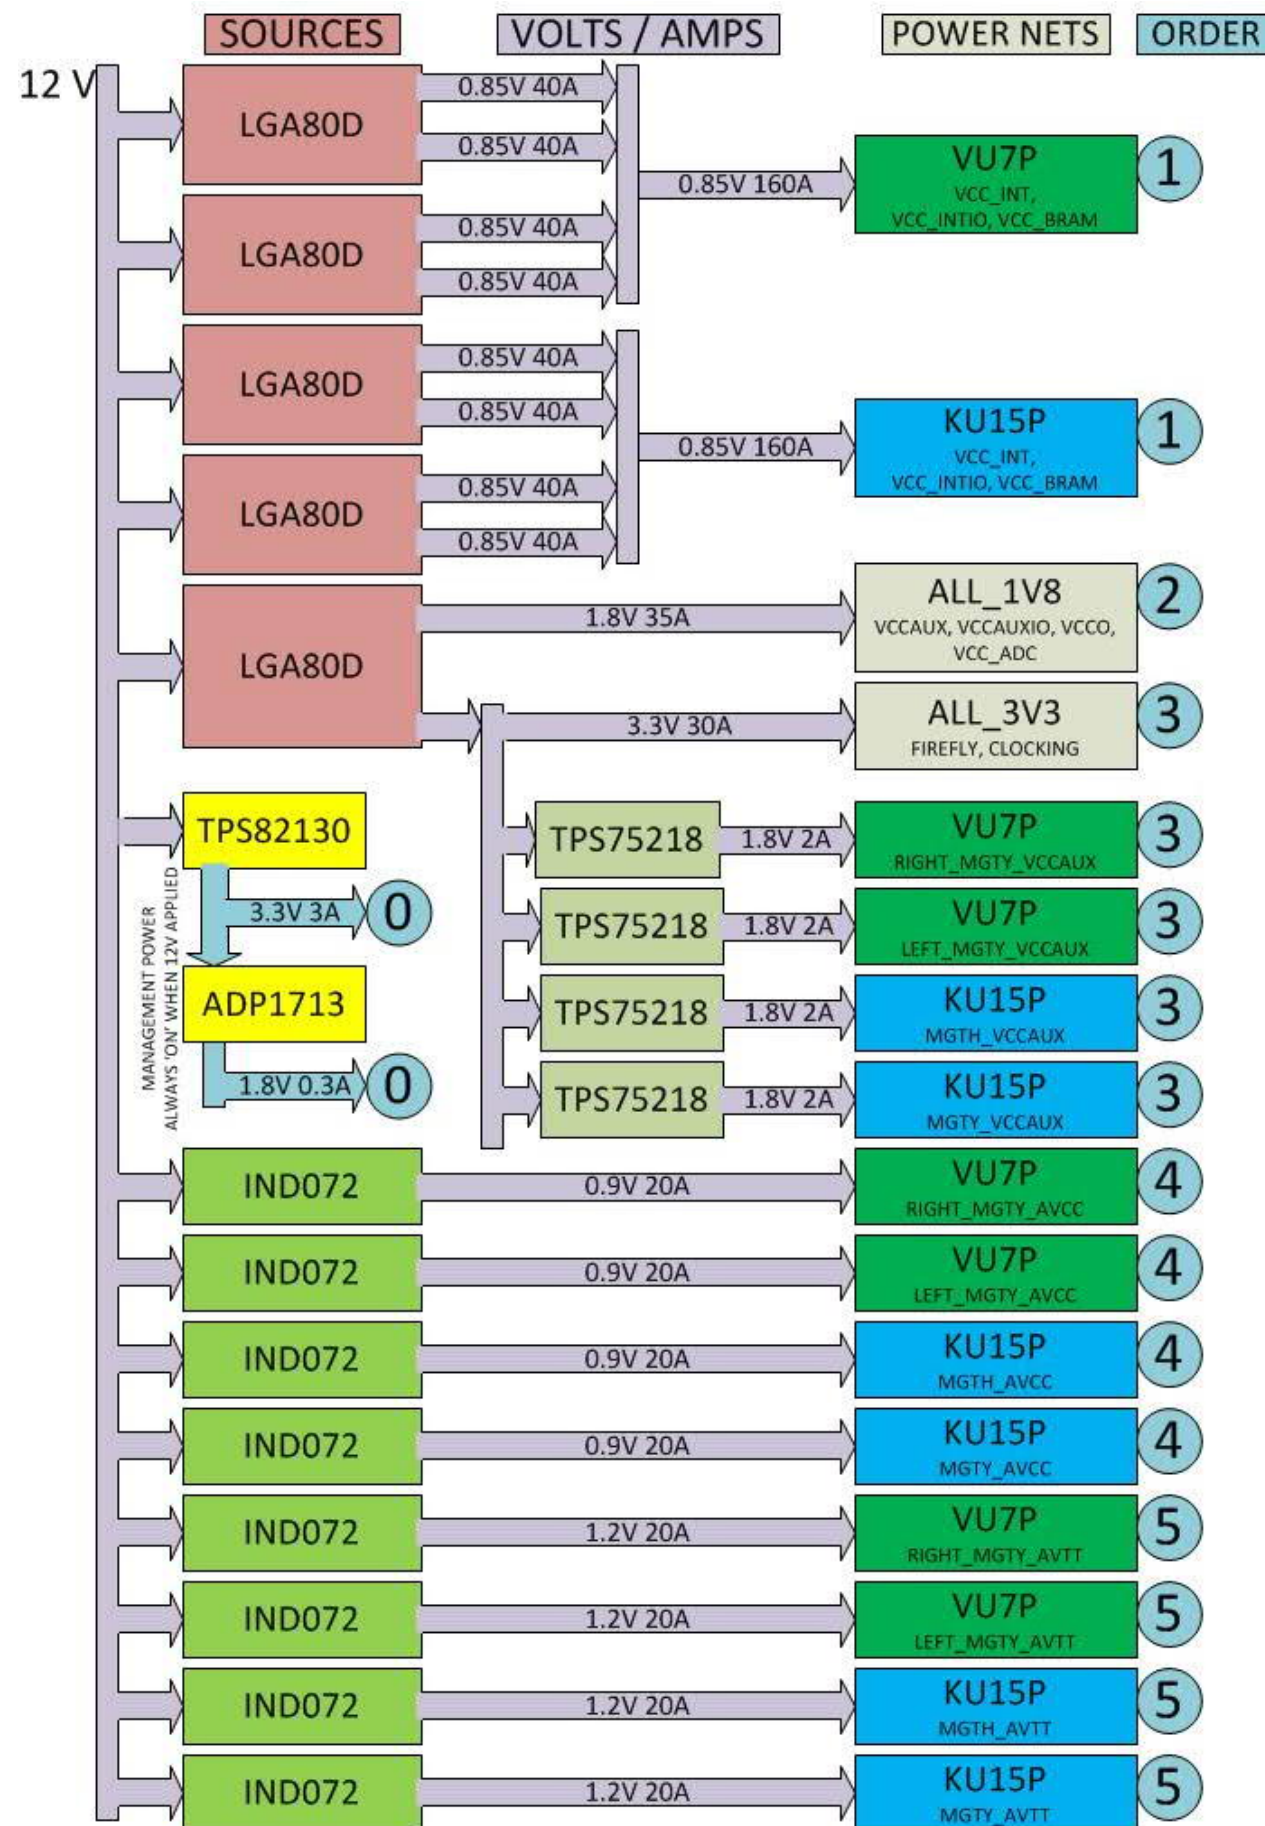 SOURCES
VOLTS / AMPS
POWER NETS
ORDER
12 V
LGA80D
0.85V 40A
0.85V 40A
LGA80D
0.85V 40A
0.85V 40A
0.85V 160A
VU7P
VCC_INT,
VCC_INTIO, VCC_BRAM
1
LGA80D
0.85V 40A
0.85V 40A
LGA80D
0.85V 40A
0.85V 40A
0.85V 160A
KU15P
VCC_INT,
VCC_INTIO, VCC_BRAM
1
LGA80D
1.8V 35A
ALL_1V8
VCCAUX, VCCAUXIO, VCCO,
VCC_ADC
2
3.3V 30A
ALL_3V3
FIREFLY, CLOCKING
3
TPS82130
3.3V 3A
0
ADP1713
1.8V 0.3A
0
MANAGEMENT POWER
ALWAYS 'ON' WHEN 12V APPLIED
TPS75218
1.8V 2A
VU7P
RIGHT_MGTY_VCCAUX
3
TPS75218
1.8V 2A
VU7P
LEFT_MGTY_VCCAUX
3
TPS75218
1.8V 2A
KU15P
MGTH_VCCAUX
3
TPS75218
1.8V 2A
KU15P
MGTY_VCCAUX
3
IND072
0.9V 20A
VU7P
RIGHT_MGTY_AVCC
4
IND072
0.9V 20A
VU7P
LEFT_MGTY_AVCC
4
IND072
0.9V 20A
KU15P
MGTH_AVCC
4
IND072
0.9V 20A
KU15P
MGTY_AVCC
4
IND072
1.2V 20A
VU7P
RIGHT_MGTY_AVTT
5
IND072
1.2V 20A
VU7P
LEFT_MGTY_AVTT
5
IND072
1.2V 20A
KU15P
MGTH_AVTT
5
IND072
1.2V 20A
KU15P
MGTY_AVTT
5